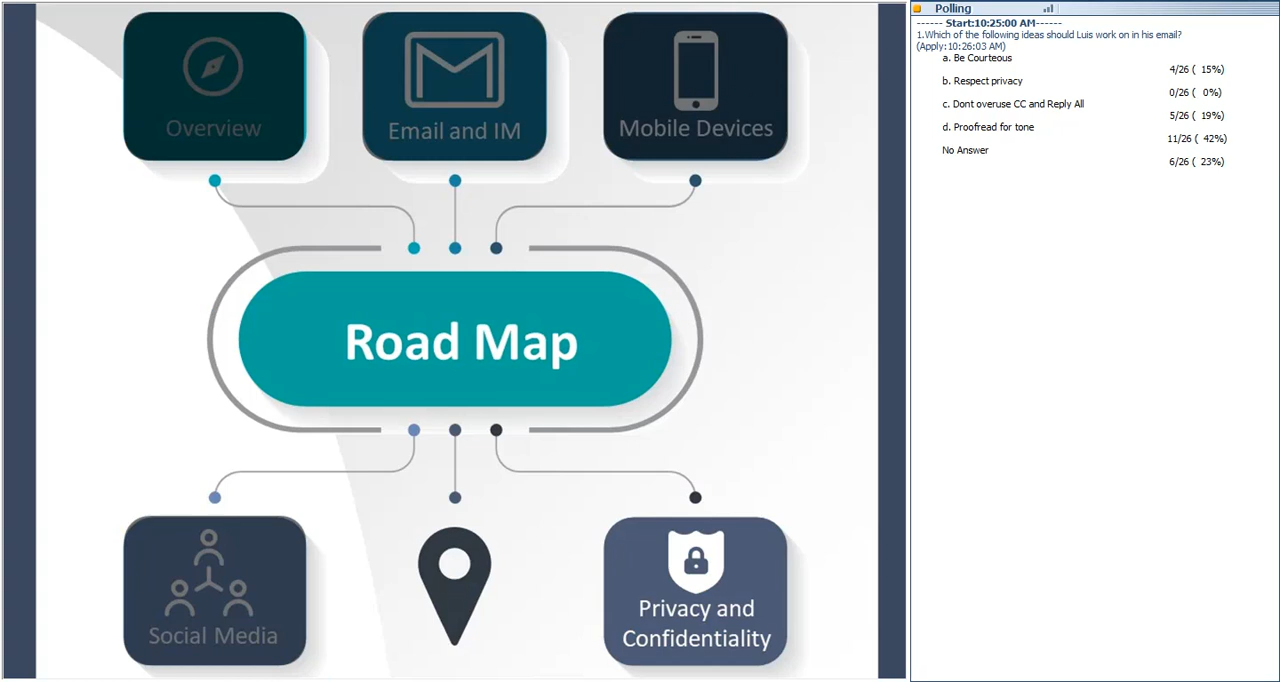 Overview
Email and IM
Mobile Devices
Road Map
Social Media
Privacy and
Confidentiality
Polling
------ Start:10:25:00 AM------
1.Which of the following ideas should Luis work on in his email?
(Apply:10:26:03 AM)
a. Be Courteous
4/26 ( 15%)
b. Respect privacy
0/26 ( 0%)
c. Dont overuse CC and Reply All
5/26 ( 19%)
d. Proofread for tone
11/26 ( 42%)
No Answer
6/26 ( 23%)